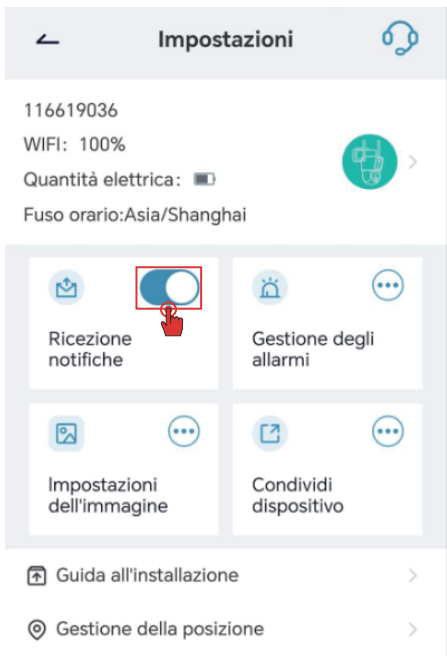 Impostazioni
116619036
WIFI: 100%
Quantità elettrica:
Fuso orario:Asia/Shanghai
Ricezione
notifiche
Gestione degli
allarmi
Impostazioni
dell'immagine
Condividi
dispositivo
Guida all'installazione
Gestione della posizione